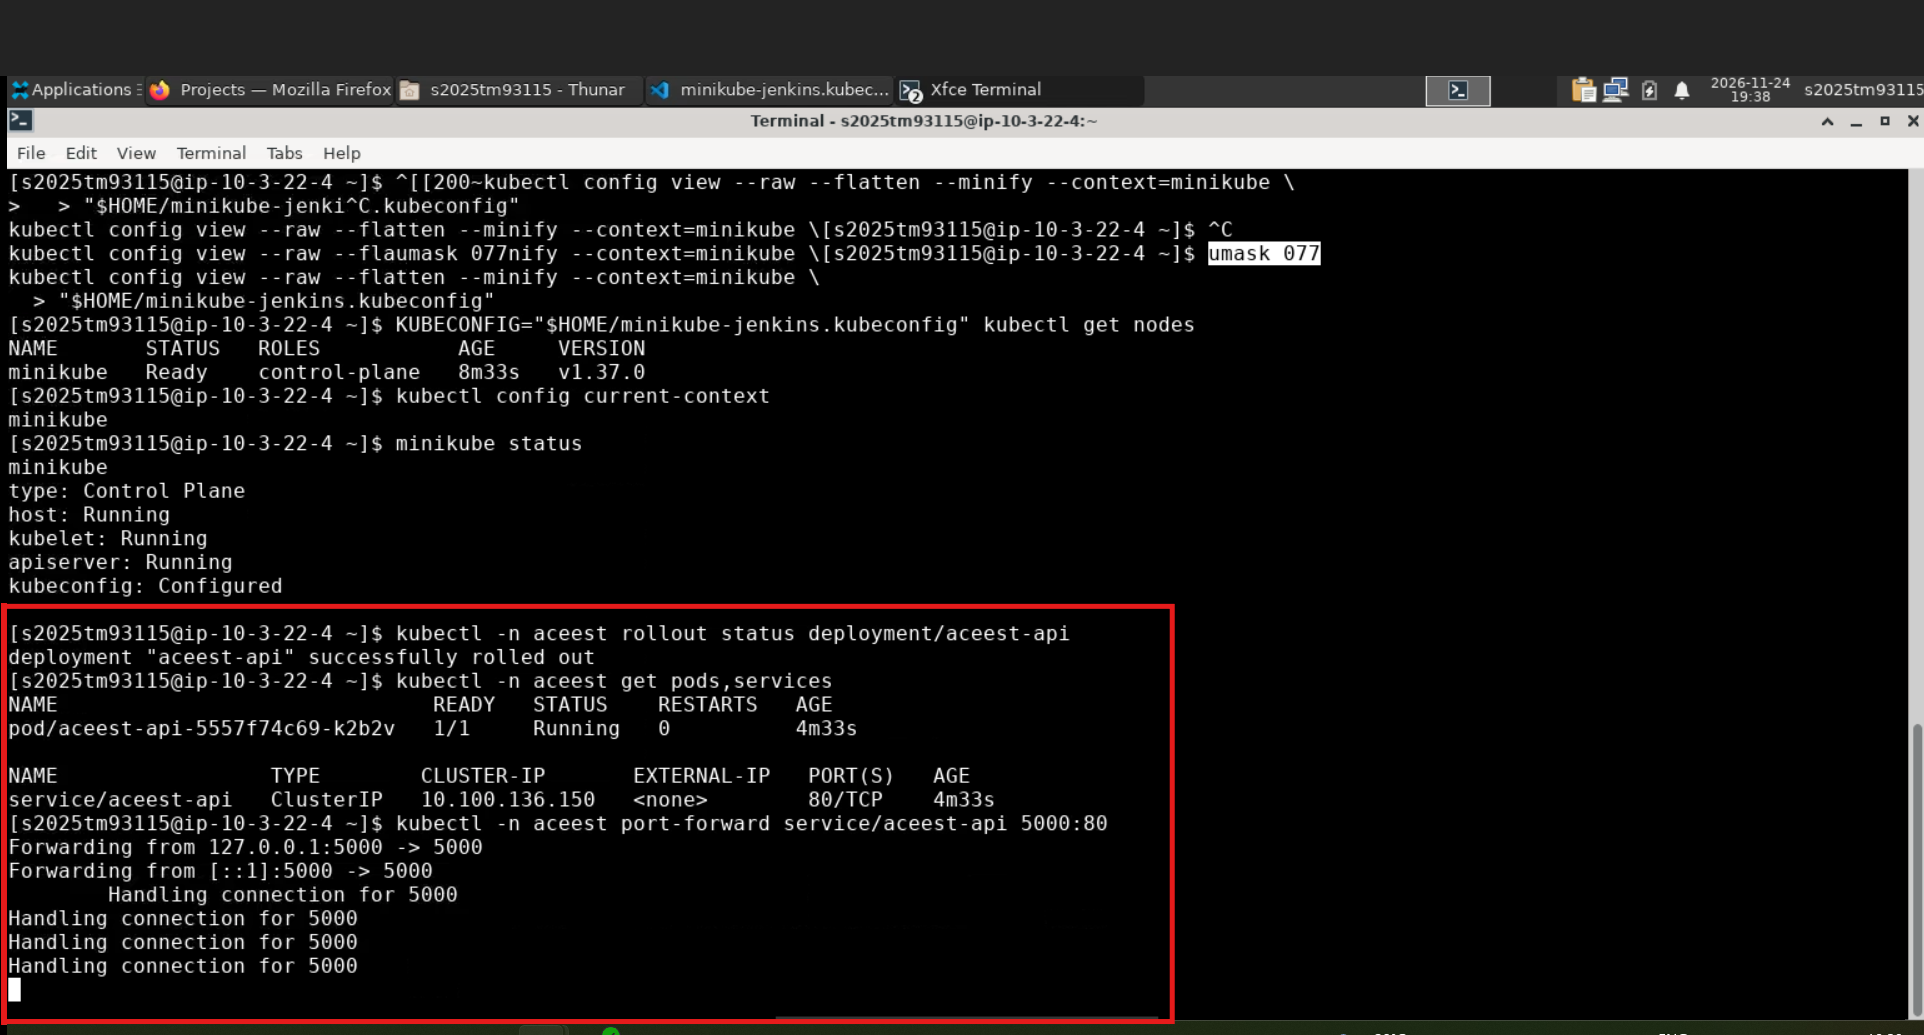 Applications
Projects — Mozilla Firefox
s2025tm93115 - Thunar
minikube-jenkins.kubec...
Xfce Terminal
2026-11-24
19:38
s2025tm93115
Terminal - s2025tm93115@ip-10-3-22-4:~
File Edit View Terminal Tabs Help
[s2025tm93115@ip-10-3-22-4 ~]$ ^[[200~kubectl config view --raw --flatten --minify --context=minikube \
>   > "$HOME/minikube-jenki^C.kubeconfig"
kubectl config view --raw --flatten --minify --context=minikube \[s2025tm93115@ip-10-3-22-4 ~]$ ^C
kubectl config view --raw --flaumask 077nify --context=minikube \[s2025tm93115@ip-10-3-22-4 ~]$ umask 077
kubectl config view --raw --flatten --minify --context=minikube \
  > "$HOME/minikube-jenkins.kubeconfig"
[s2025tm93115@ip-10-3-22-4 ~]$ KUBECONFIG="$HOME/minikube-jenkins.kubeconfig" kubectl get nodes
NAME       STATUS   ROLES           AGE     VERSION
minikube   Ready    control-plane   8m33s   v1.37.0
[s2025tm93115@ip-10-3-22-4 ~]$ kubectl config current-context
minikube
[s2025tm93115@ip-10-3-22-4 ~]$ minikube status
minikube
type: Control Plane
host: Running
kubelet: Running
apiserver: Running
kubeconfig: Configured
[s2025tm93115@ip-10-3-22-4 ~]$ kubectl -n aceest rollout status deployment/aceest-api
deployment "aceest-api" successfully rolled out
[s2025tm93115@ip-10-3-22-4 ~]$ kubectl -n aceest get pods,services
NAME                              READY   STATUS    RESTARTS   AGE
pod/aceest-api-5557f74c69-k2b2v   1/1     Running   0          4m33s
NAME                 TYPE        CLUSTER-IP       EXTERNAL-IP   PORT(S)   AGE
service/aceest-api   ClusterIP   10.100.136.150   <none>        80/TCP    4m33s
[s2025tm93115@ip-10-3-22-4 ~]$ kubectl -n aceest port-forward service/aceest-api 5000:80
Forwarding from 127.0.0.1:5000 -> 5000
Forwarding from [::1]:5000 -> 5000
        Handling connection for 5000
Handling connection for 5000
Handling connection for 5000
Handling connection for 5000